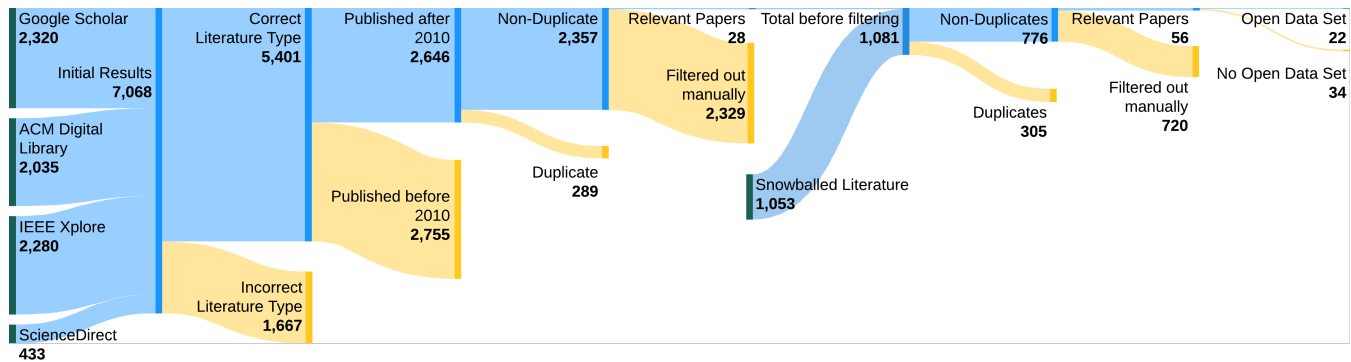 Google Scholar
2,320
Initial Results
7,068
ACM Digital
Library
2,035
IEEE Xplore
2,280
ScienceDirect
433
Correct
Literature Type
5,401
Incorrect
Literature Type
1,667
Published after
2010
2,646
Published before
2010
2,755
Non-Duplicate
2,357
Duplicate
289
Relevant Papers
28
Filtered out
manually
2,329
Total before filtering
1,081
Snowballed Literature
1,053
Non-Duplicates
776
Duplicates
305
Relevant Papers
56
Filtered out
manually
720
Open Data Set
22
No Open Data Set
34